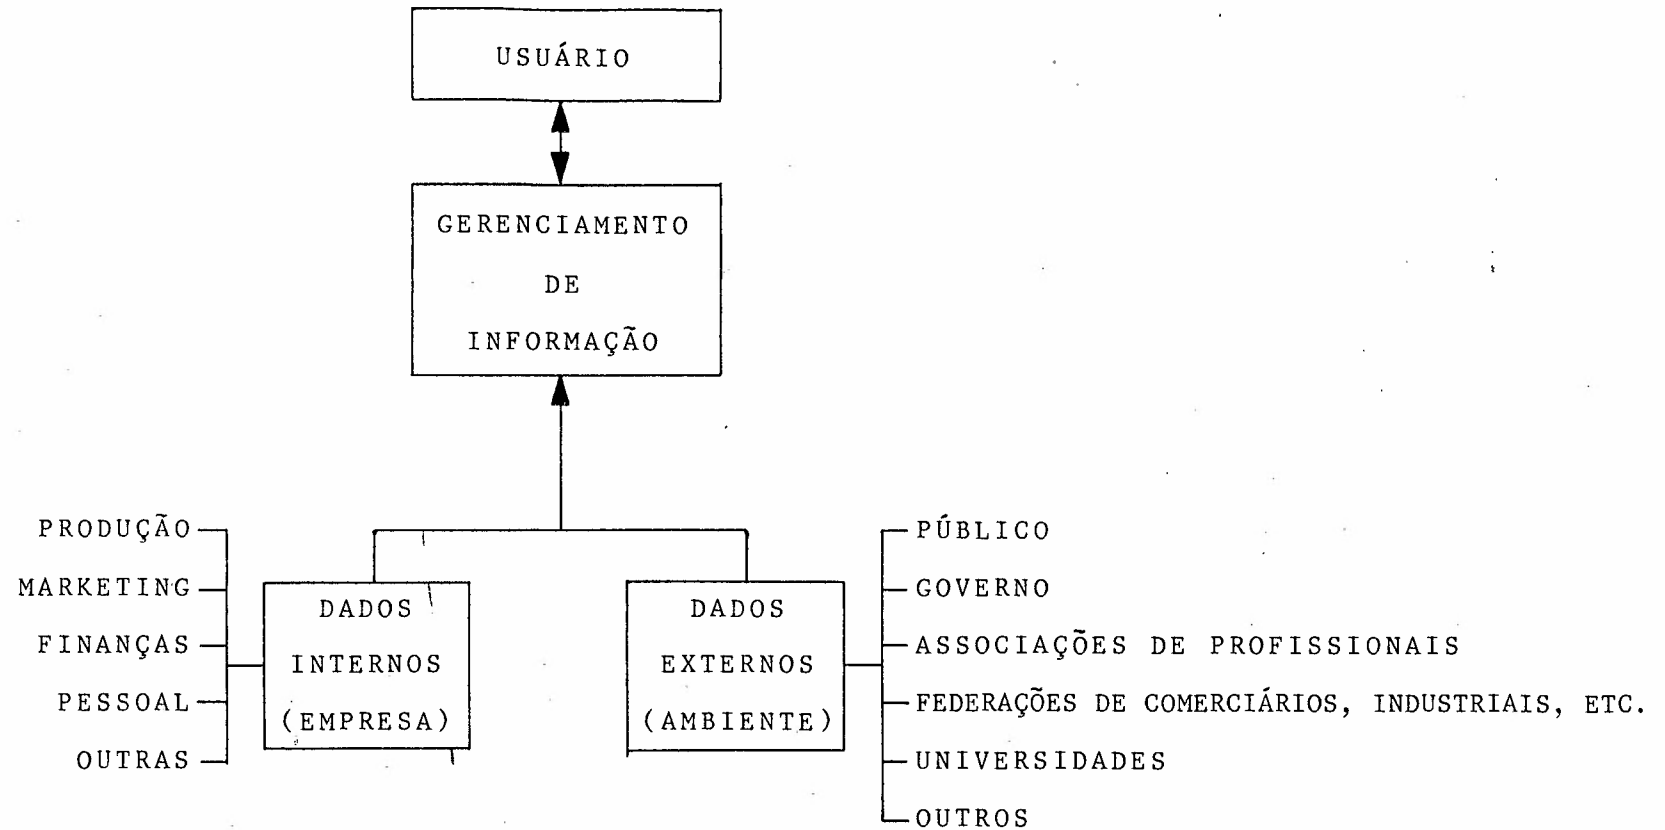 USUÁRIO
GERENCIAMENTO
DE
INFORMAÇÃO
PRODUÇÃO
MARKETING
FINANÇAS
PESSOAL
OUTRAS
DADOS
INTERNOS
(EMPRESA)
DADOS
EXTERNOS
(AMBIENTE)
PÚBLICO
GOVERNO
ASSOCIAÇÕES DE PROFISSIONAIS
FEDERAÇÕES DE COMERCIÁRIOS, INDUSTRIAIS, ETC.
UNIVERSIDADES
OUTROS